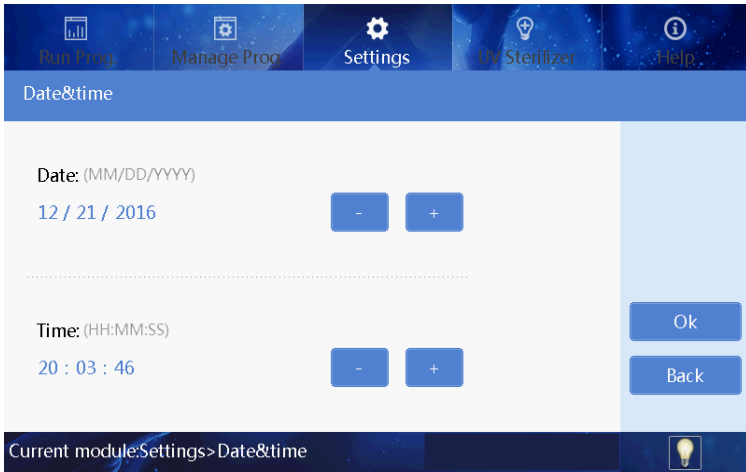 Run Prog.
Manage Prog.
Settings
UV Sterilizer
Help
Date&time
Date: (MM/DD/YYYY)
12 / 21 / 2016
- +
Time: (HH:MM:SS)
20 : 03 : 46
- +
Ok
Back
Current module:Settings>Date&time